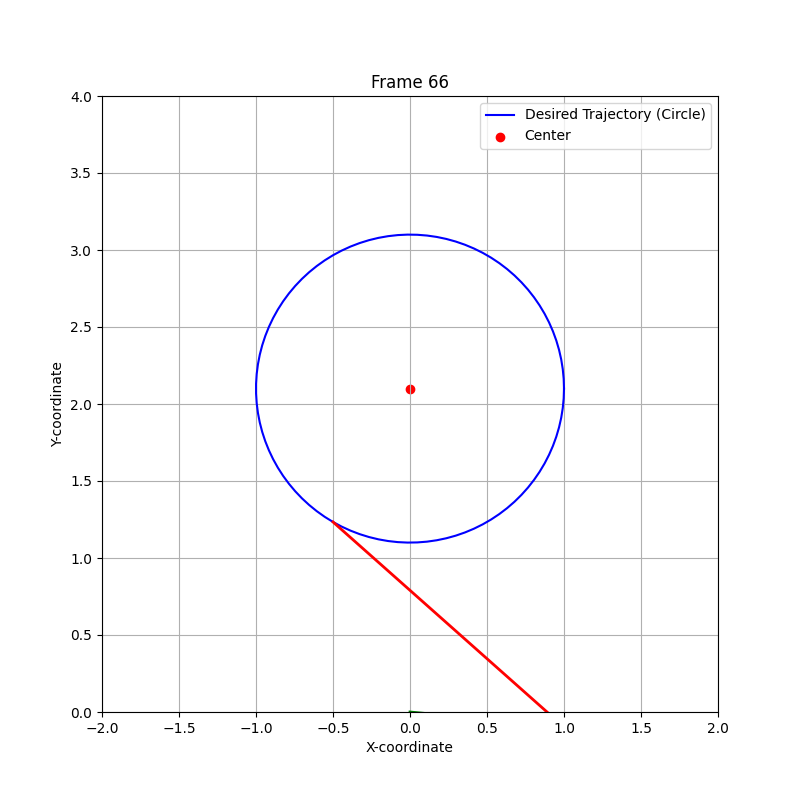 Frame 66
Desired Trajectory (Circle)
Center
Y-coordinate
4.0
3.5
3.0
2.5
2.0
1.5
1.0
0.5
0.0
−2.0 −1.5 −1.0 −0.5 0.0 0.5 1.0 1.5 2.0
X-coordinate